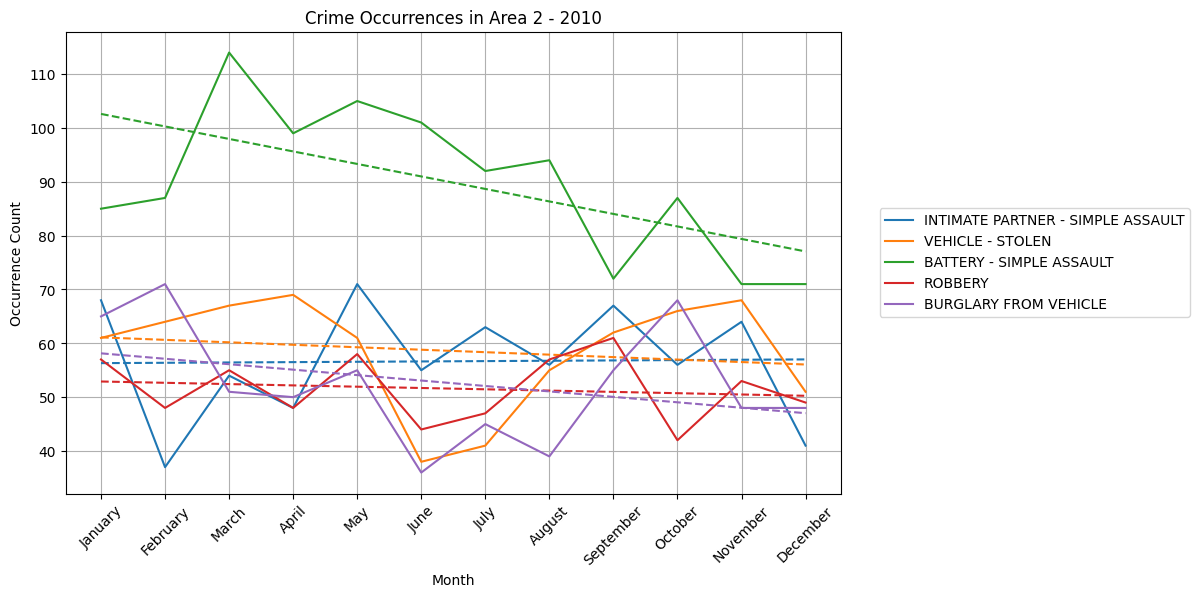 Crime Occurrences in Area 2 - 2010
Occurrence Count
110
100
90
80
70
60
50
40
January
February
March
April
May
June
July
August
September
October
November
December
Month
INTIMATE PARTNER - SIMPLE ASSAULT
VEHICLE - STOLEN
BATTERY - SIMPLE ASSAULT
ROBBERY
BURGLARY FROM VEHICLE